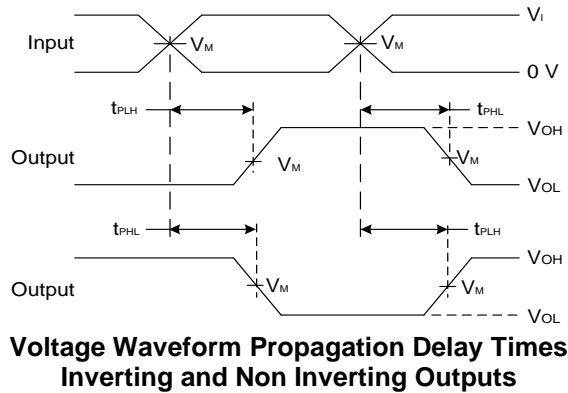 VI
Input
VM
VM
0 V
tPLH
tPHL
VOH
Output
VM
VM
VOL
tPHL
tPLH
VOH
Output
VM
VM
VOL
Voltage Waveform Propagation Delay Times
Inverting and Non Inverting Outputs